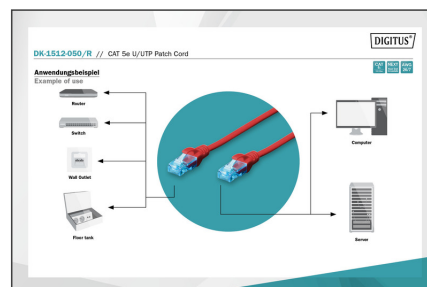 DIGITUS®
DK-1512-050/R // CAT 5e U/UTP Patch Cord
Anwendungsbeispiel
Example of use
Router
Switch
Wall Outlet
Floor tank
Computer
Server